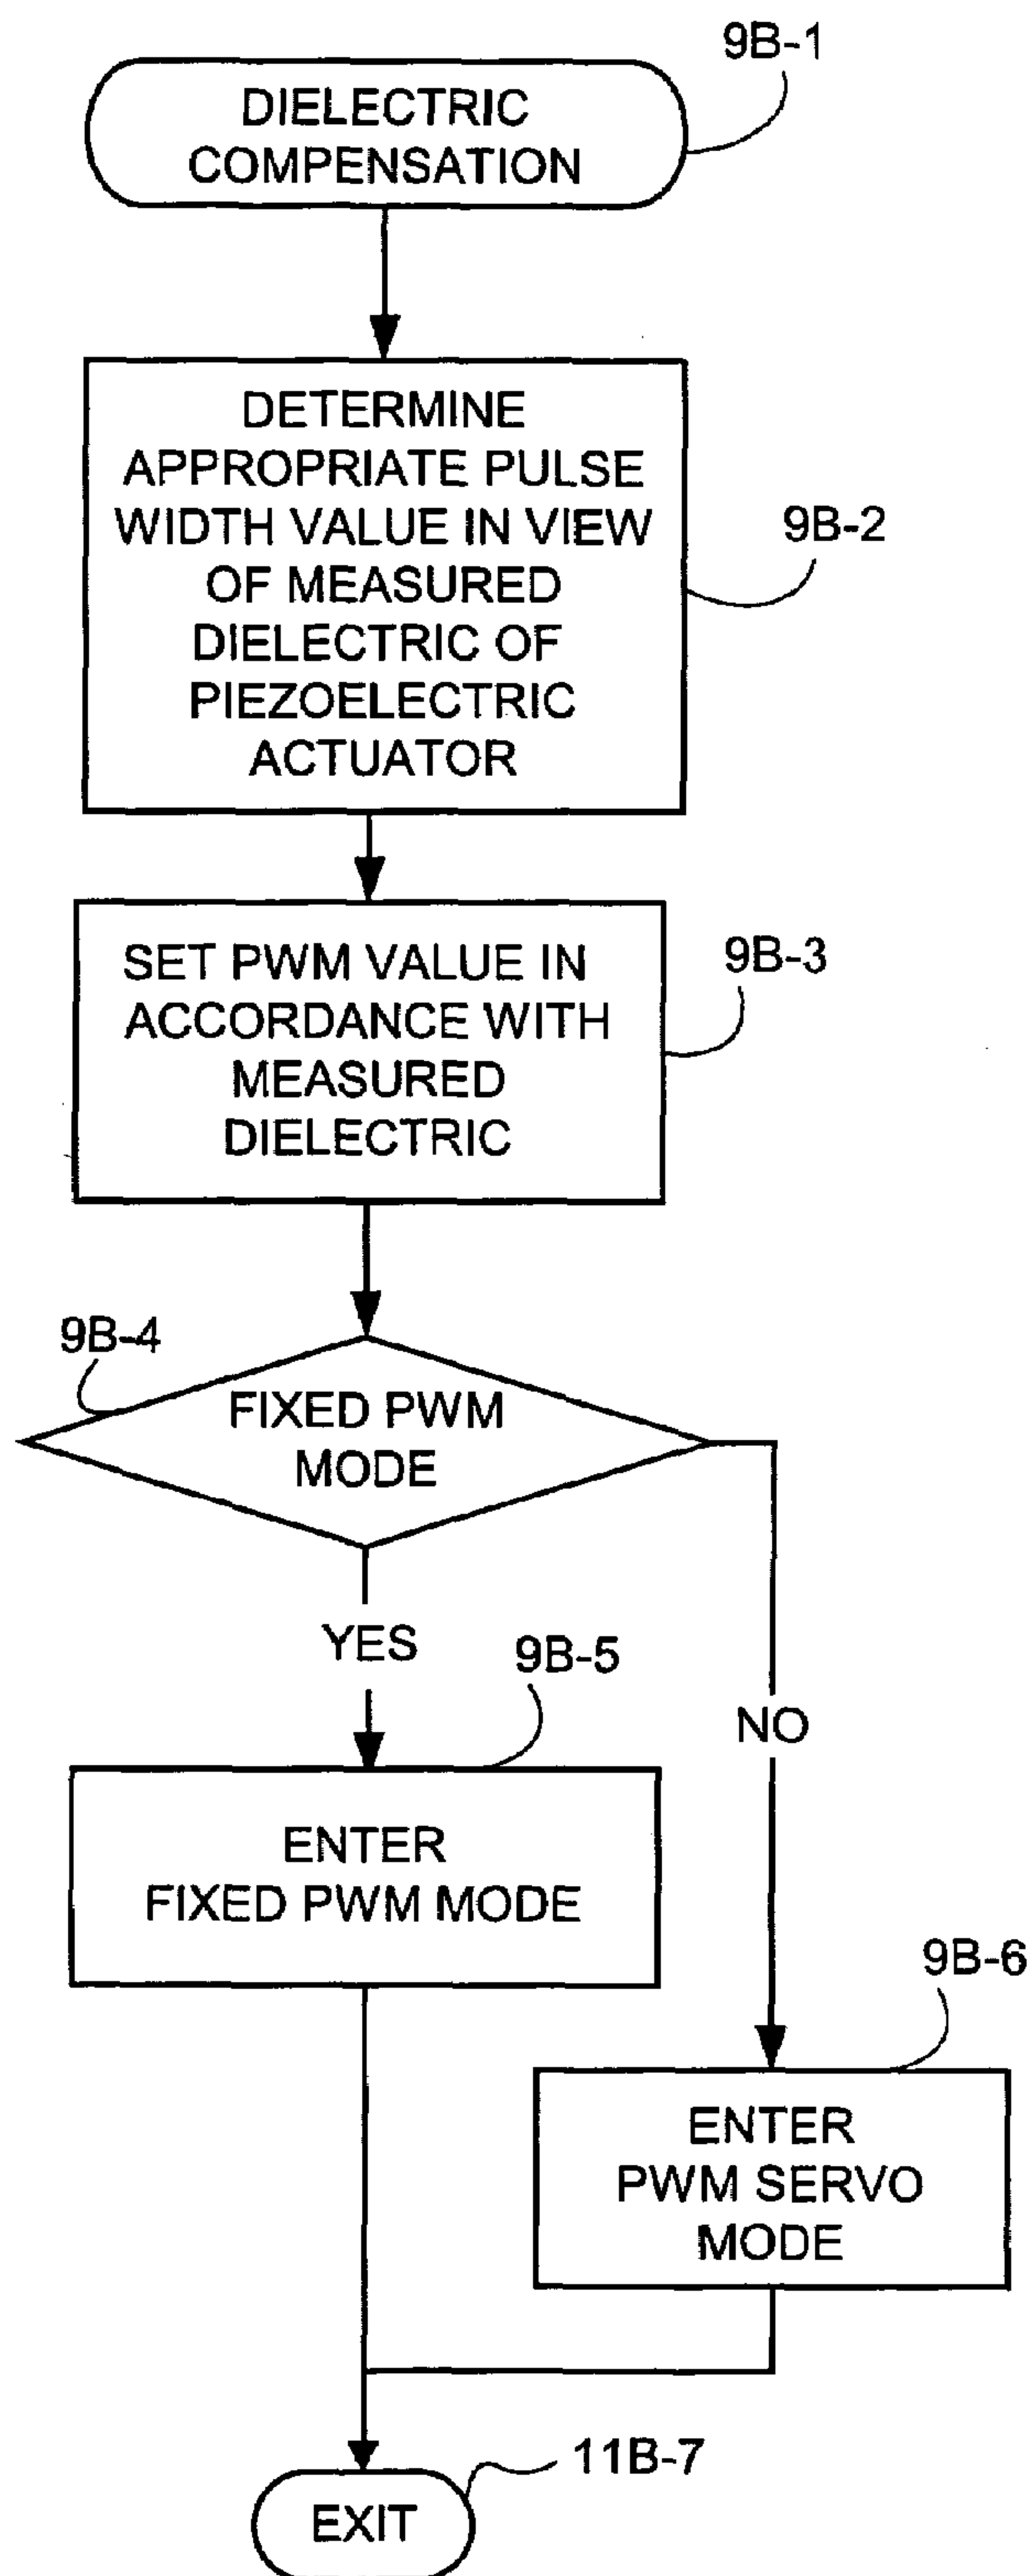 9B-1
DIELECTRIC
COMPENSATION
DETERMINE
APPROPRIATE PULSE
WIDTH VALUE IN VIEW
OF MEASURED
DIELECTRIC OF
PIEZOELECTRIC
ACTUATOR
9B-2
SET PWM VALUE IN
ACCORDANCE WITH
MEASURED
DIELECTRIC
9B-3
9B-4
FIXED PWM
MODE
YES
NO
9B-5
ENTER
FIXED PWM MODE
9B-6
ENTER
PWM SERVO
MODE
11B-7
EXIT